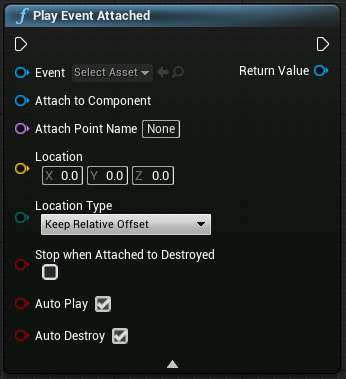 Play Event Attached
Event Select Asset Return Value
Attach to Component
Attach Point Name None
Location
X 0.0 Y 0.0 Z 0.0
Location Type
Keep Relative Offset
Stop when Attached to Destroyed
Auto Play
Auto Destroy